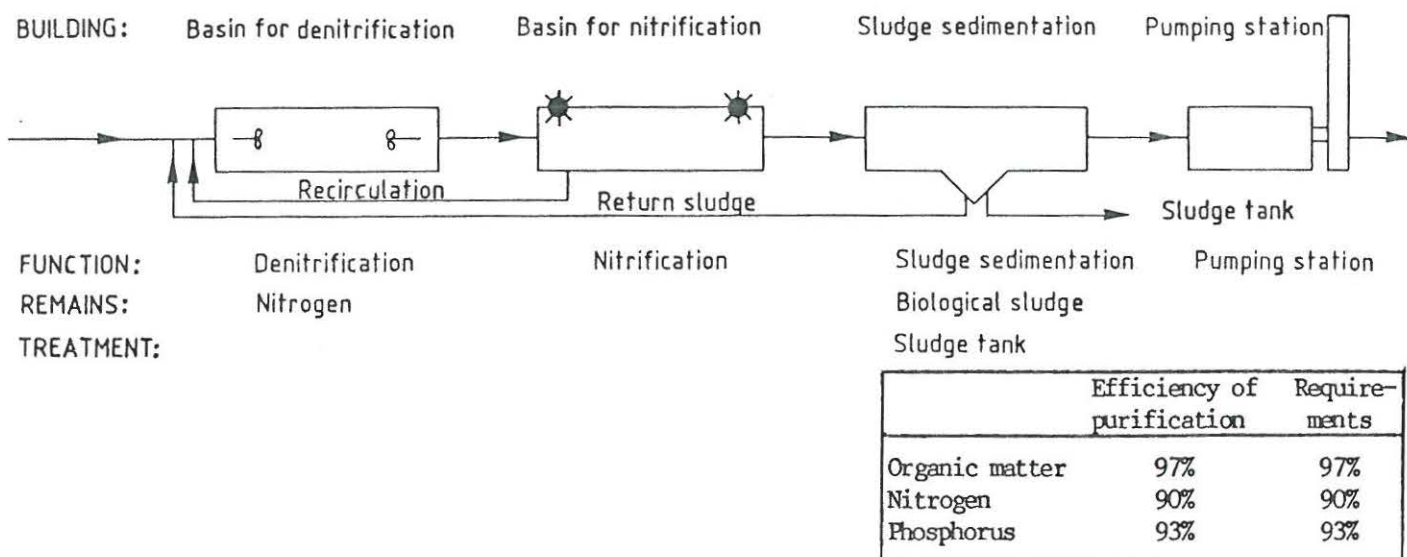 BUILDING: Basin for denitrification Basin for nitrification Sludge sedimentation Pumping station
Recirculation
Return sludge
Sludge tank
FUNCTION: Denitrification Nitrification Sludge sedimentation Pumping station
REMAINS: Nitrogen Biological sludge
TREATMENT: Sludge tank
Efficiency of Require-
purification ments
Organic matter 97% 97%
Nitrogen 90% 90%
Phosphorus 93% 93%